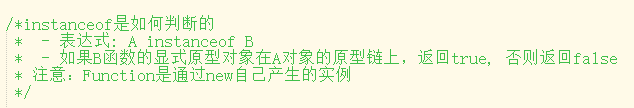 /*instanceof是如何判断的
*  - 表达式: A instanceof B
*  - 如果B函数的显式原型对象在A对象的原型链上，返回true, 否则返回false
* 注意：Function是通过new自己产生的实例
*/